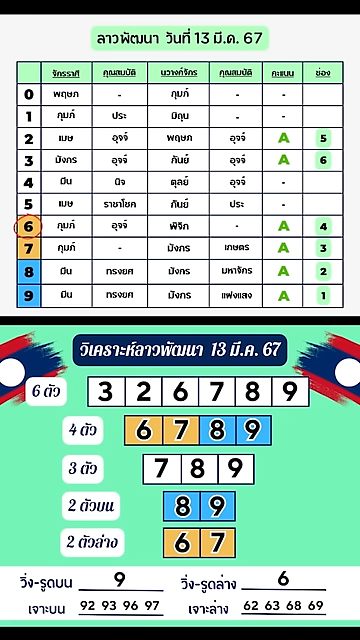 ลาวพัฒนา วันที่ 13 มี.ค. 67
จักรราศี คุณสมบัติ นวางค์จักร คุณสมบัติ คะแนน ช่อง
0 พฤษภ - กุมภ์ - -
1 กุมภ์ ประ มิถุน - -
2 เมษ อุจจ์ พฤษภ อุจจ์ A 5
3 มังกร อุจจ์ กันย์ อุจจ์ A 6
4 มีน นิจ ตุลย์ อุจจ์ -
5 เมษ ราชาโชค กันย์ ประ -
6 กุมภ์ อุจจ์ พิจิก - A 4
7 กุมภ์ - มังกร เกษตร A 3
8 มีน ทรงยศ มังกร มหาจักร A 2
9 มีน ทรงยศ มังกร แฝงแสง A 1
วิเคราะห์ลาวพัฒนา 13 มี.ค. 67
6 ตัว 3 2 6 7 8 9
4 ตัว 6 7 8 9
3 ตัว 7 8 9
2 ตัวบน 8 9
2 ตัวล่าง 6 7
วิ่ง-รูดบน 9 วิ่ง-รูดล่าง 6
เจาะบน 92 93 96 97 เจาะล่าง 62 63 68 69